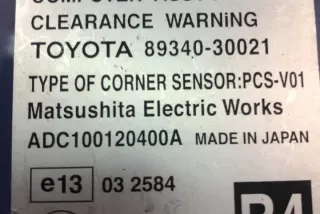 CLEARANCE WARNiNG
TOYOTA 89340-30021
TYPE OF CORNER SENSOR:PCS-V01
Matsushita Electric Works
ADC100120400A MADE IN JAPAN
e13 03 2584